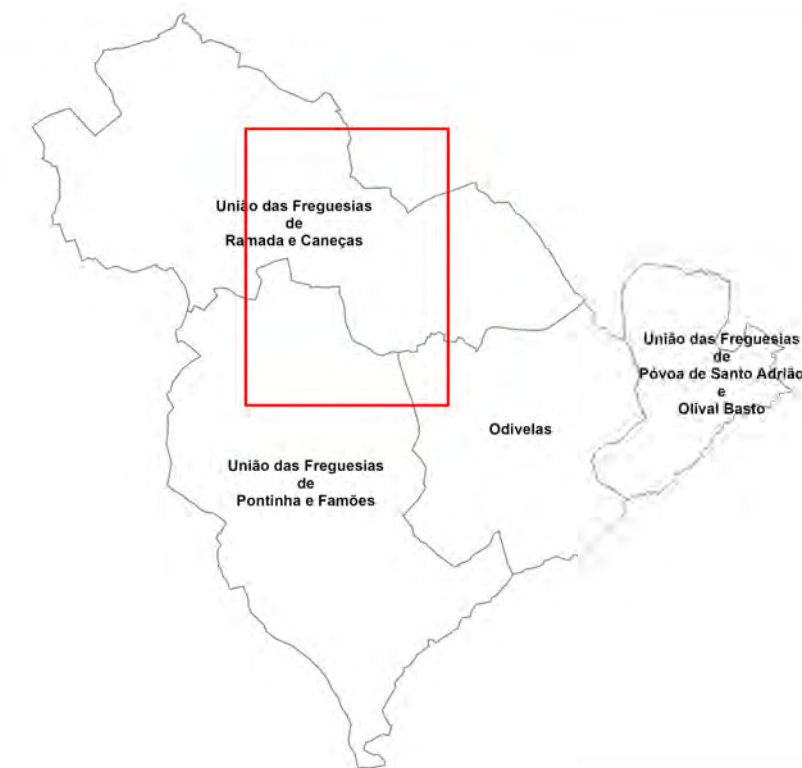 União das Freguesias
de
Ramada e Caneças
União das Freguesias
de
Póvoa de Santo Adrião
e
Olival Basto
Odivelas
União das Freguesias
de
Pontinha e Famões